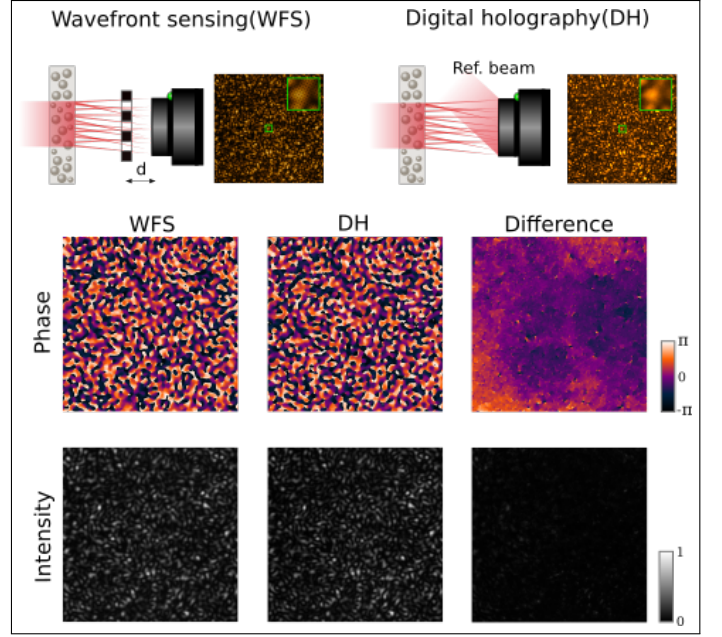 Wavefront sensing(WFS)
Digital holography(DH)
Ref. beam
d
WFS
DH
Difference
Phase
π
0
-π
Intensity
1
0